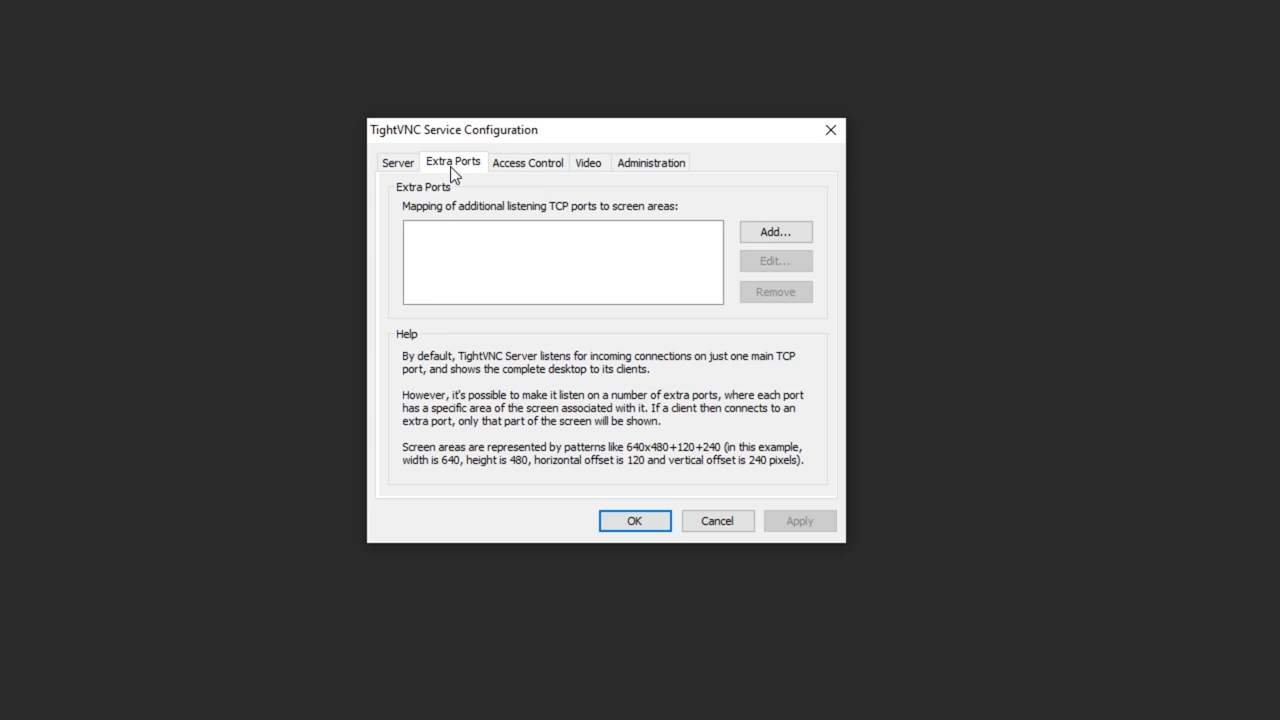 TightVNC Service Configuration
Server Extra Ports Access Control Video Administration
Extra Ports
Mapping of additional listening TCP ports to screen areas:
Add...
Edit...
Remove
Help
By default, TightVNC Server listens for incoming connections on just one main TCP
port, and shows the complete desktop to its clients.
However, it's possible to make it listen on a number of extra ports, where each port
has a specific area of the screen associated with it. If a client then connects to an
extra port, only that part of the screen will be shown.
Screen areas are represented by patterns like 640x480+120+240 (in this example,
width is 640, height is 480, horizontal offset is 120 and vertical offset is 240 pixels).
OK Cancel Apply